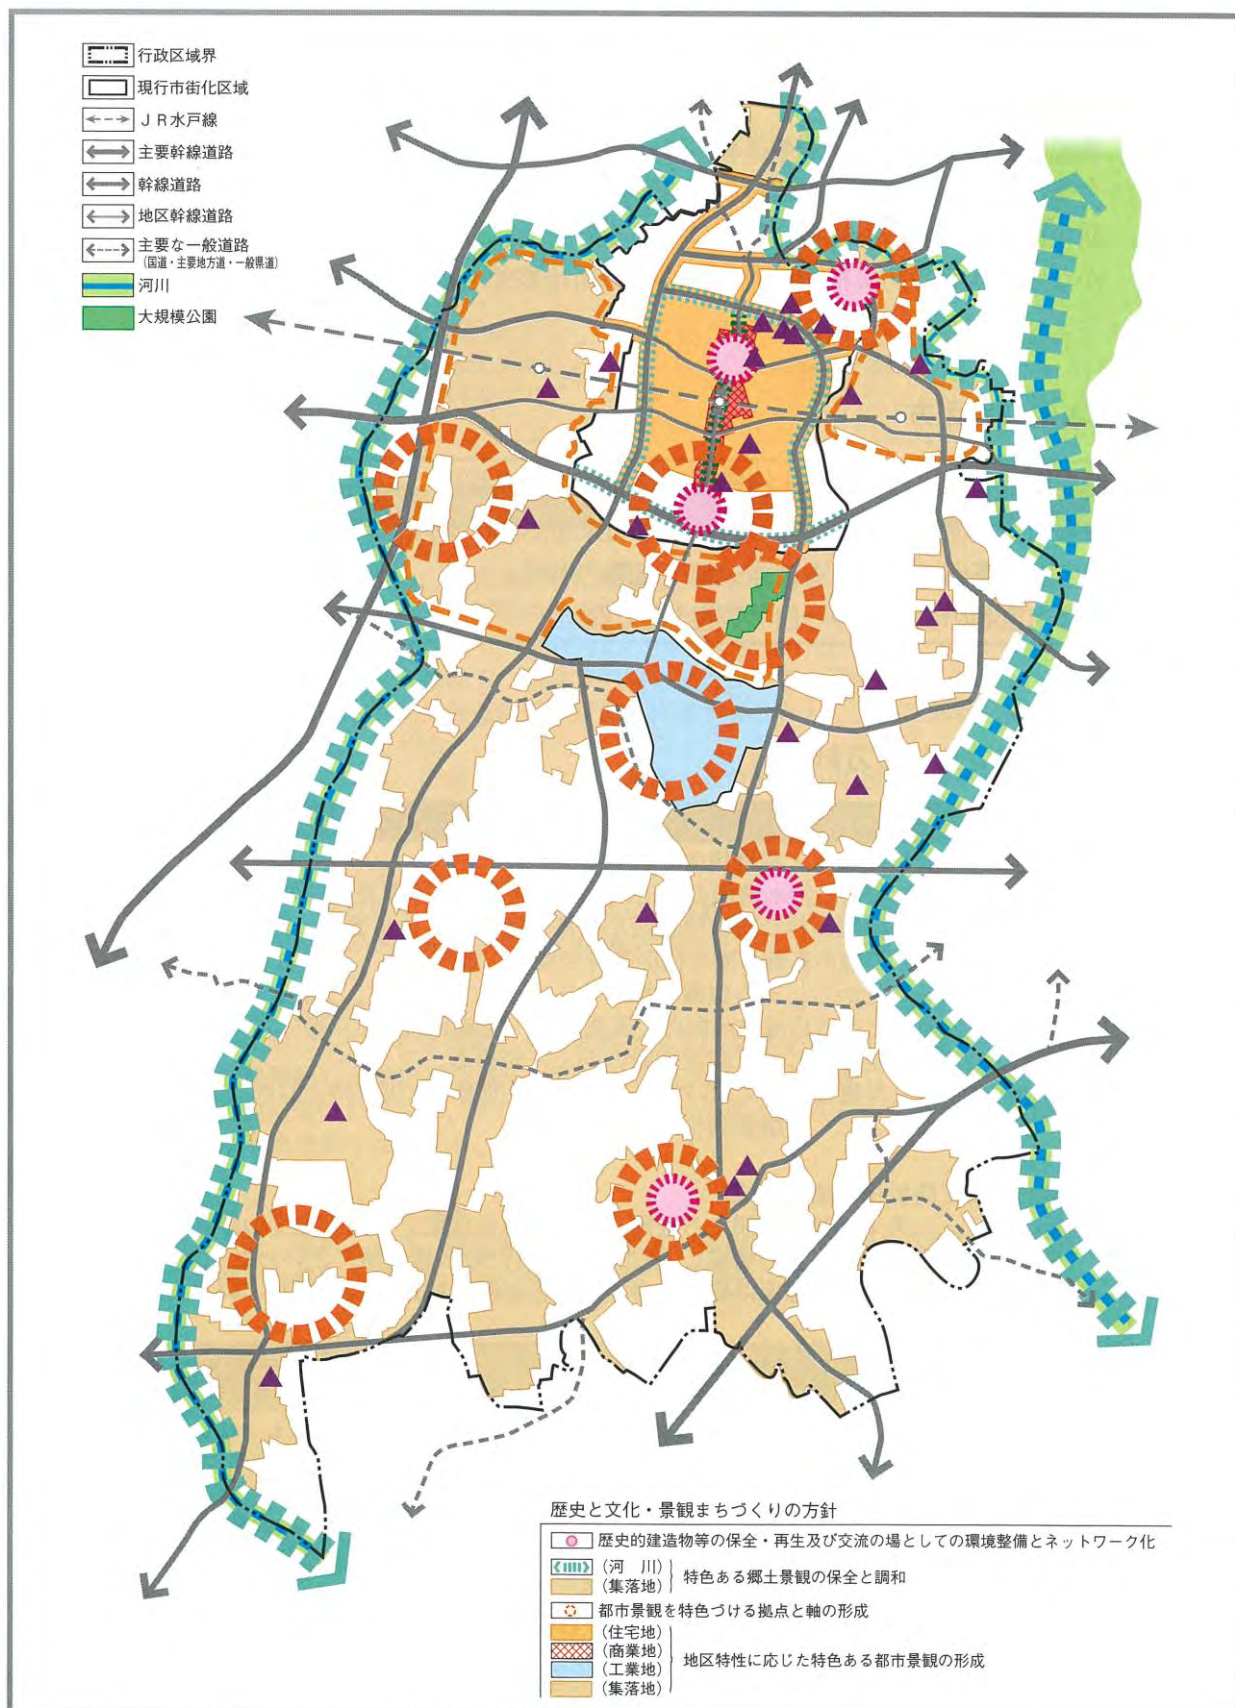 行政区域界
現行市街化区域
ＪＲ水戸線
主要幹線道路
幹線道路
地区幹線道路
主要な一般道路
（国道・主要地方道・一般県道）
河川
大規模公園
歴史と文化・景観まちづくりの方針
歴史的建造物等の保全・再生及び交流の場としての環境整備とネットワーク化
（河　川）
（集落地）
特色ある郷土景観の保全と調和
都市景観を特色づける拠点と軸の形成
（住宅地）
（商業地）
（工業地）
（集落地）
地区特性に応じた特色ある都市景観の形成